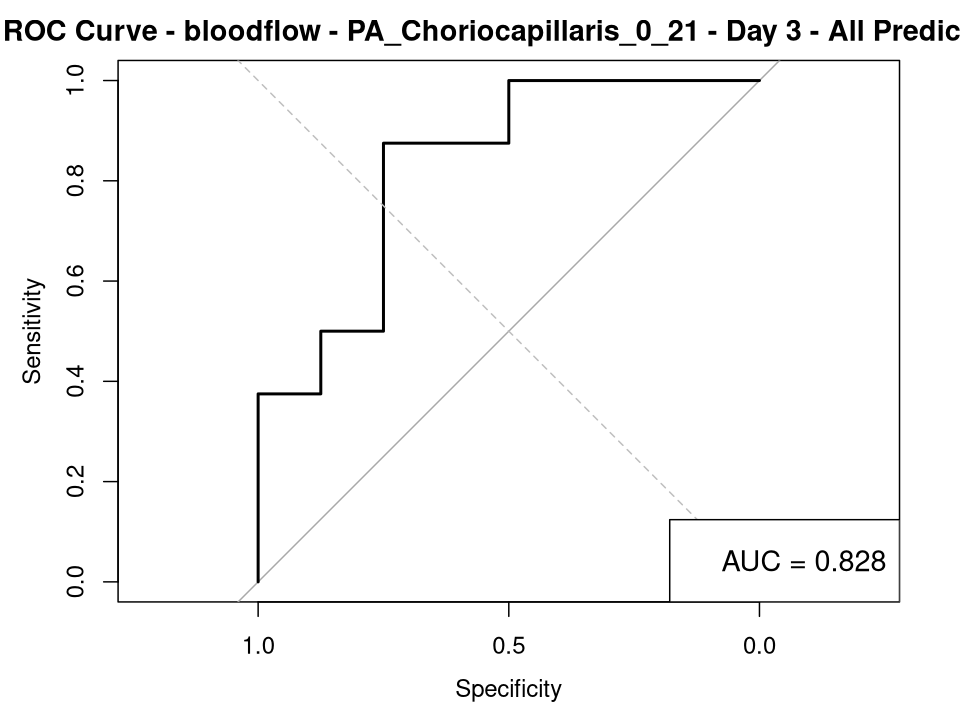 ROC Curve - bloodflow - PA_Choriocapillaris_0_21 - Day 3 - All Predic
Sensitivity
1.0
0.8
0.6
0.4
0.2
0.0
AUC = 0.828
1.0 0.5 0.0
Specificity